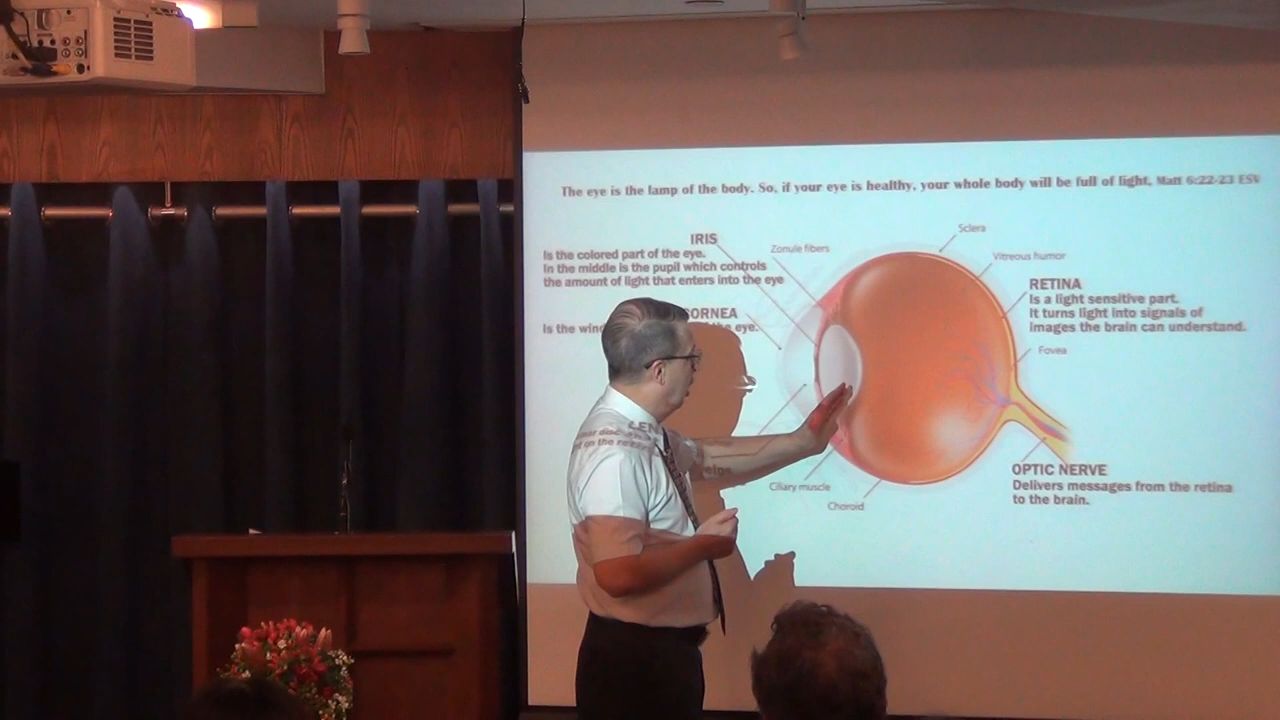 The eye is the lamp of the body. So, if your eye is healthy, your whole body will be full of light, Matt 6:22-23 ESV
IRIS
Is the colored part of the eye.
In the middle is the pupil which controls
the amount of light that enters into the eye
Zonule fibers
Sclera
Vitreous humor
RETINA
Is a light sensitive part.
It turns light into signals of
images the brain can understand.
Fovea
CORNEA
Is the eye.
OPTIC NERVE
Delivers messages from the retina
to the brain.
Ciliary muscle
Choroid